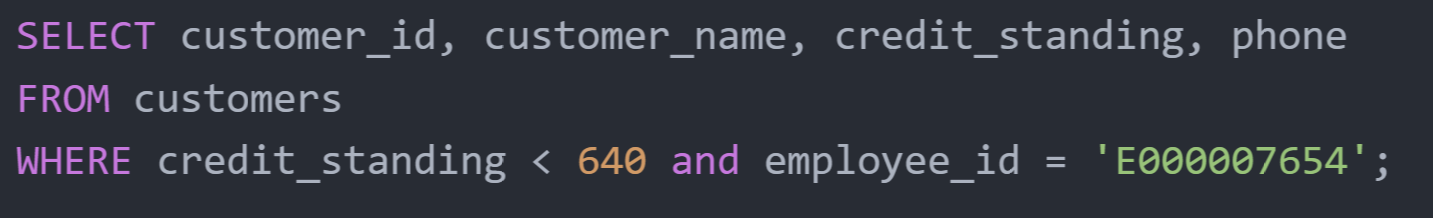 SELECT customer_id, customer_name, credit_standing, phone
FROM customers
WHERE credit_standing < 640 and employee_id = 'E000007654';